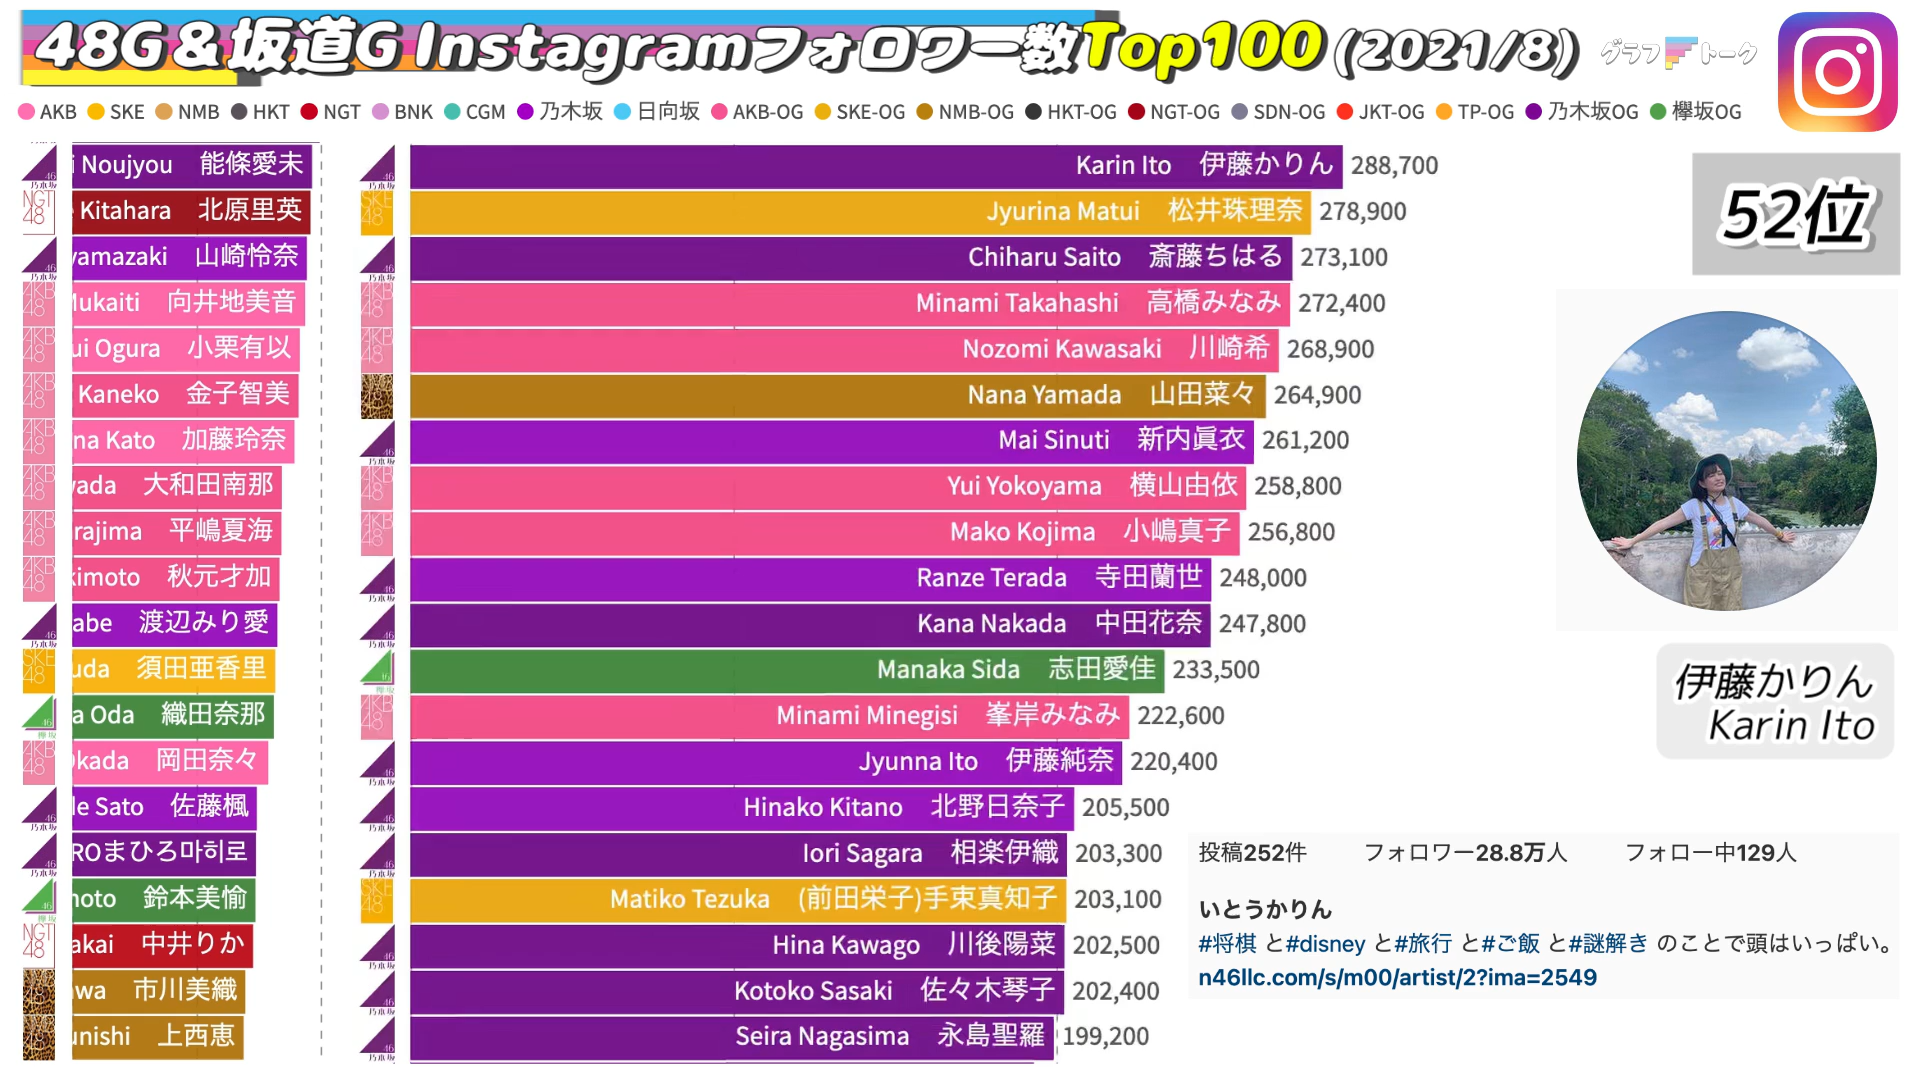 48G&坂道G Instagramフォロワー数Top100(2021/8)
グラフトーク
AKB SKE NMB HKT NGT BNK CGM 乃木坂 日向坂 AKB-OG SKE-OG NMB-OG HKT-OG NGT-OG SDN-OG JKT-OG TP-OG 乃木坂OG 欅坂OG
i Noujyou 能條愛未
Kitahara 北原里英
yamazaki 山崎怜奈
Mukaiti 向井地美音
ui Ogura 小栗有以
Kaneko 金子智美
na Kato 加藤玲奈
wada 大和田南那
rajima 平嶋夏海
kimoto 秋元才加
abe 渡辺みり愛
uda 須田亜香里
a Oda 織田奈那
Okada 岡田奈々
de Sato 佐藤楓
ROまひろ마히로
moto 鈴本美愉
akai 中井りか
awa 市川美織
unishi 上西恵
Karin Ito 伊藤かりん 288,700
Jyurina Matui 松井珠理奈 278,900
Chiharu Saito 斎藤ちはる 273,100
Minami Takahashi 高橋みなみ 272,400
Nozomi Kawasaki 川崎希 268,900
Nana Yamada 山田菜々 264,900
Mai Sinuti 新内眞衣 261,200
Yui Yokoyama 横山由依 258,800
Mako Kojima 小嶋真子 256,800
Ranze Terada 寺田蘭世 248,000
Kana Nakada 中田花奈 247,800
Manaka Sida 志田愛佳 233,500
Minami Minegisi 峯岸みなみ 222,600
Jyunna Ito 伊藤純奈 220,400
Hinako Kitano 北野日奈子 205,500
Iori Sagara 相楽伊織 203,300
Matiko Tezuka (前田栄子)手束真知子 203,100
Hina Kawago 川後陽菜 202,500
Kotoko Sasaki 佐々木琴子 202,400
Seira Nagasima 永島聖羅 199,200
52位
伊藤かりん
Karin Ito
投稿252件 フォロワー28.8万人 フォロー中129人
いとうかりん
#将棋 と#disney と#旅行 と#ご飯 と#謎解き のことで頭はいっぱい。
n46llc.com/s/m00/artist/2?ima=2549